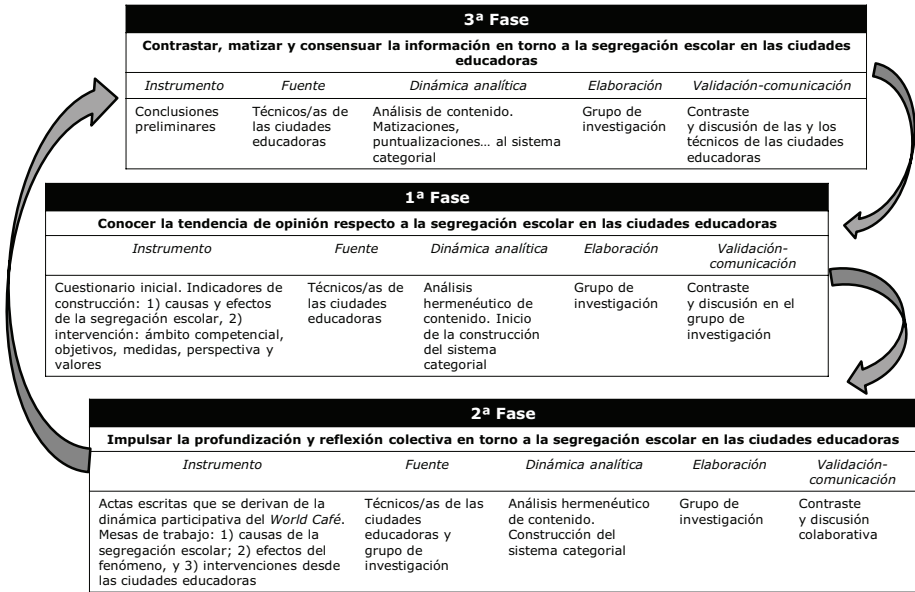 3ª Fase
Contrastar, matizar y consensuar la información en torno a la segregación escolar en las ciudades
educadoras
Instrumento Fuente Dinámica analítica Elaboración Validación-comunicación
Conclusiones
preliminares
Técnicos/as de
las ciudades
educadoras
Análisis de contenido.
Matizaciones,
puntualizaciones… al sistema
categorial
Grupo de
investigación
Contraste
y discusión de las y los
técnicos de las ciudades
educadoras
1ª Fase
Conocer la tendencia de opinión respecto a la segregación escolar en las ciudades educadoras
Instrumento Fuente Dinámica analítica Elaboración Validación-
comunicación
Cuestionario inicial. Indicadores de
construcción: 1) causas y efectos
de la segregación escolar, 2)
intervención: ámbito competencial,
objetivos, medidas, perspectiva y
valores
Técnicos/as de
las ciudades
educadoras
Análisis
hermenéutico de
contenido. Inicio
de la construcción
del sistema
categorial
Grupo de
investigación
Contraste
y discusión en el
grupo de
investigación
2ª Fase
Impulsar la profundización y reflexión colectiva en torno a la segregación escolar en las ciudades educadoras
Instrumento Fuente Dinámica analítica Elaboración Validación-
comunicación
Actas escritas que se derivan de la
dinámica participativa del World Café.
Mesas de trabajo: 1) causas de la
segregación escolar; 2) efectos del
fenómeno, y 3) intervenciones desde
las ciudades educadoras
Técnicos/as de las
ciudades
educadoras y
grupo de
investigación
Análisis hermenéutico
de contenido.
Construcción del
sistema categorial
Grupo de
investigación
Contraste
y discusión
colaborativa